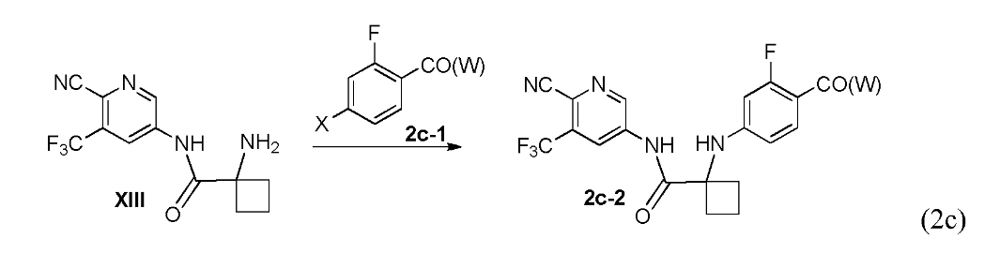 F
CO(W)
NC
N
X
2c-1
F₃C
NH
NH₂
O
XIII
F
CO(W)
NC
N
F₃C
NH
HN
O
2c-2
(2c)